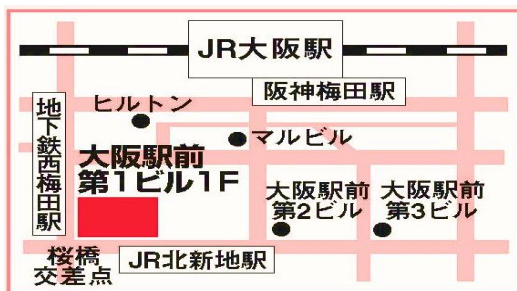 JR大阪駅
阪神梅田駅
ヒルトン
マルビル
地下鉄西梅田駅
大阪駅前
第1ビル1F
大阪駅前
第2ビル
大阪駅前
第3ビル
桜橋
交差点
JR北新地駅